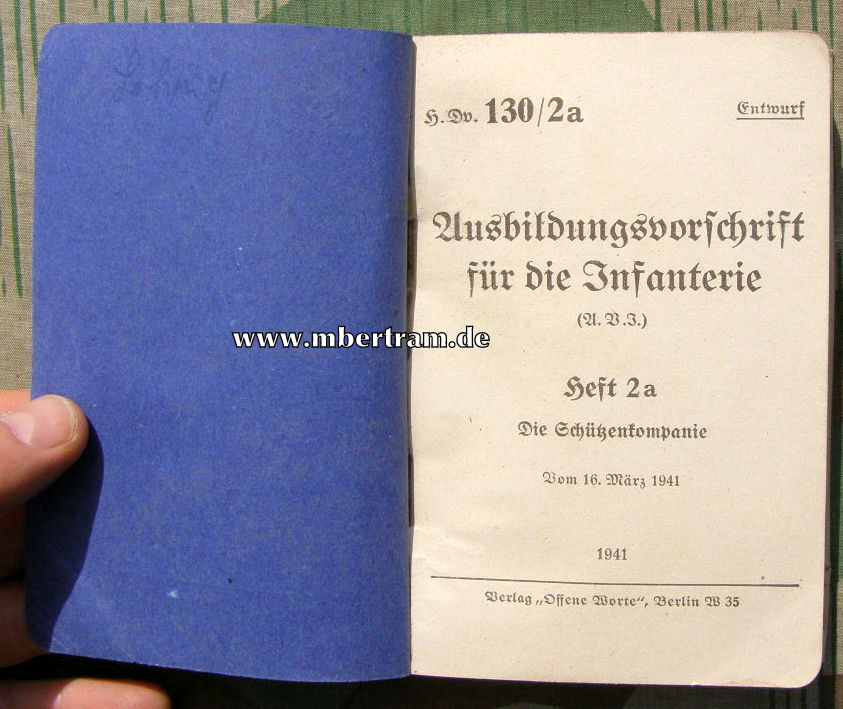 H.Dv. 130/2a
Entwurf
Ausbildungsvorschrift
für die Infanterie
(A.V.I.)
www.mbertram.de
Heft 2a
Die Schützenkompanie
Vom 16. März 1941
1941
Verlag „Offene Worte“, Berlin W 35